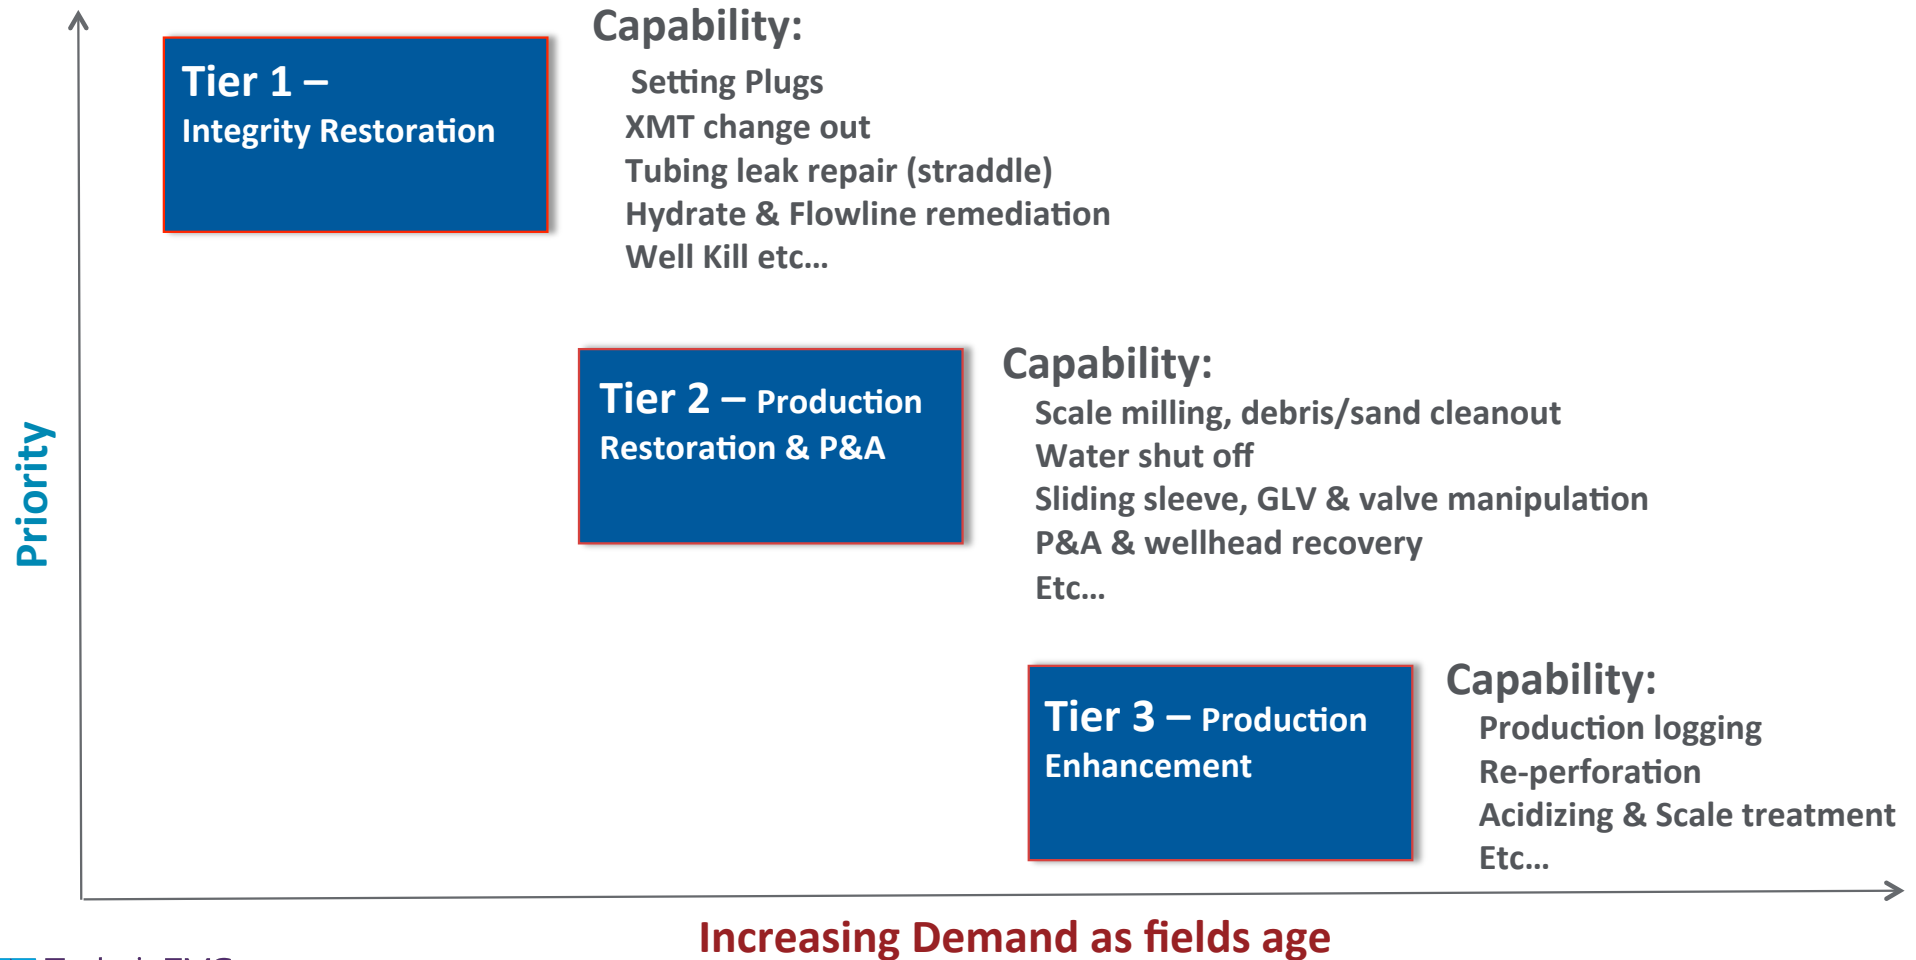 Capability:
Tier 1 –
Integrity Restoration
Setting Plugs
XMT change out
Tubing leak repair (straddle)
Hydrate & Flowline remediation
Well Kill etc…
Priority
Tier 2 – Production
Restoration & P&A
Capability:
Scale milling, debris/sand cleanout
Water shut off
Sliding sleeve, GLV & valve manipulation
P&A & wellhead recovery
Etc…
Tier 3 – Production
Enhancement
Capability:
Production logging
Re-perforation
Acidizing & Scale treatment
Etc…
Increasing Demand as fields age